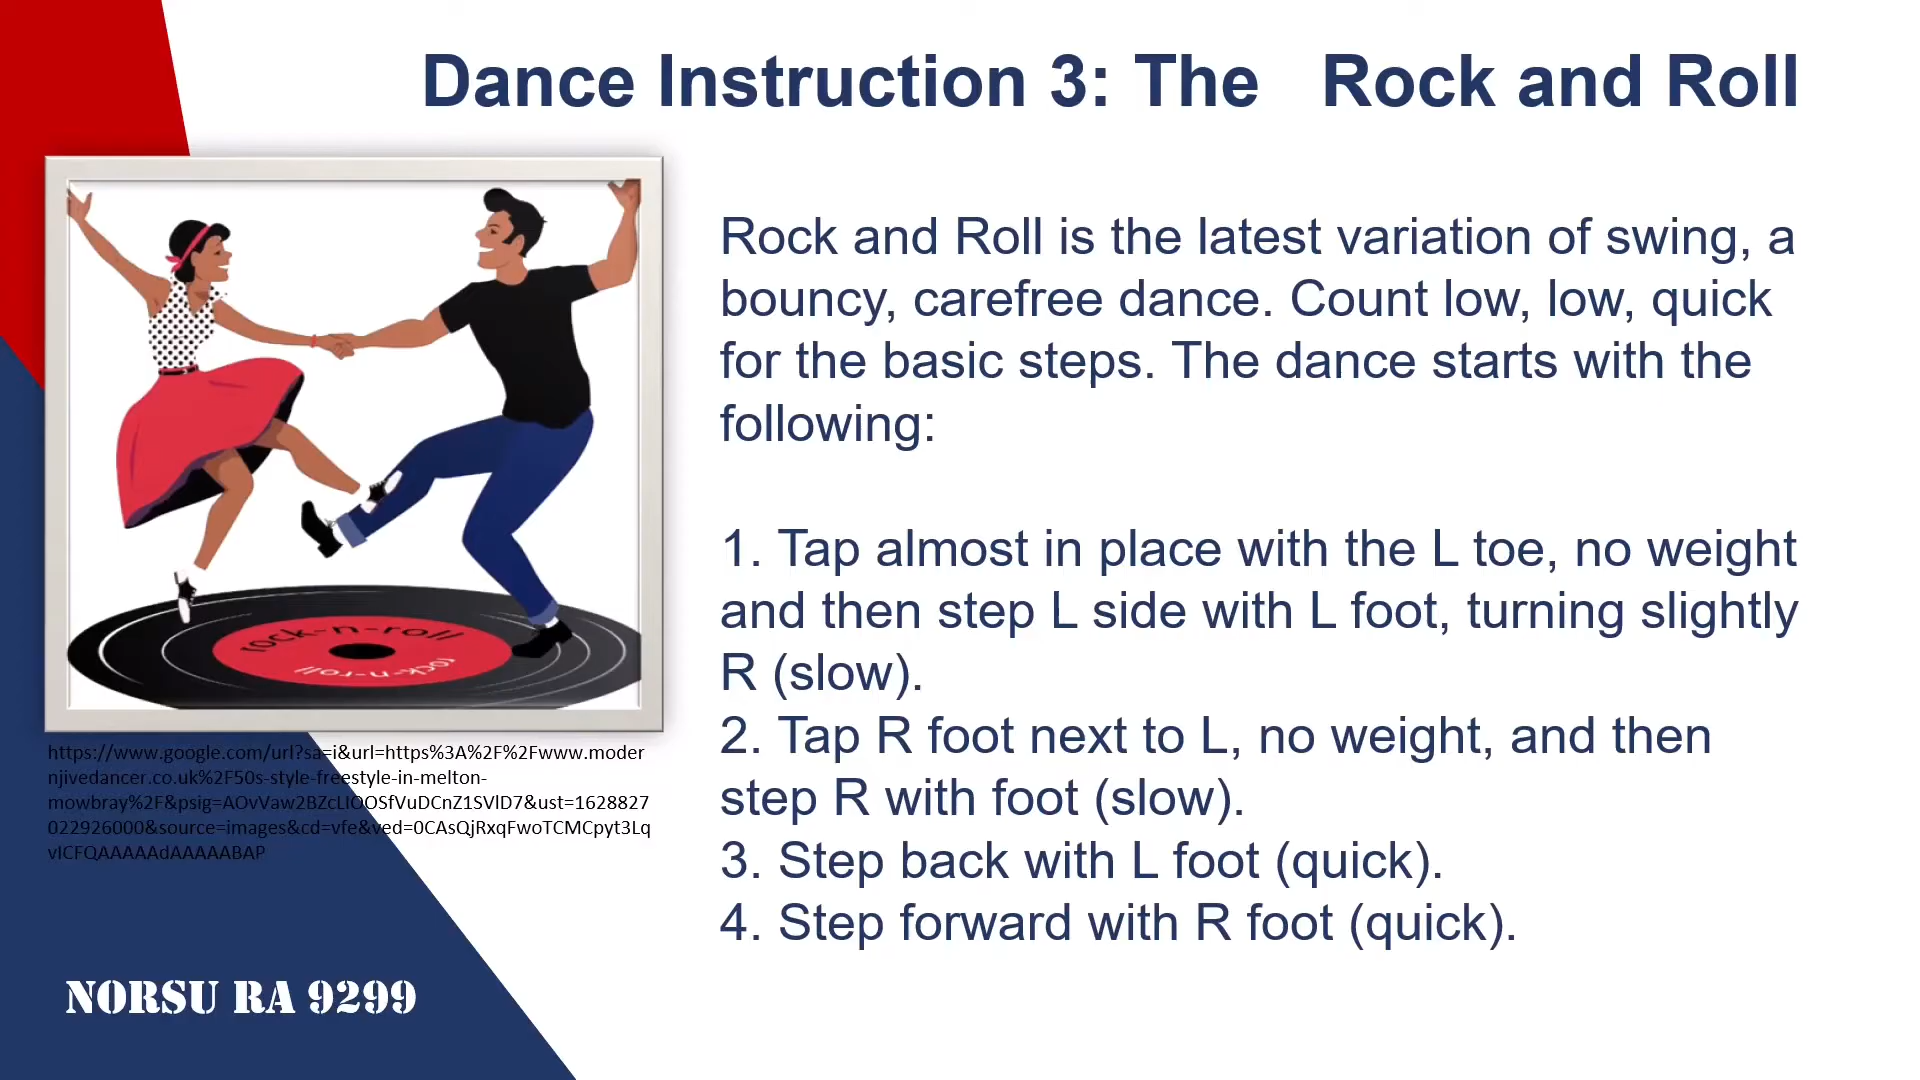 Dance Instruction 3: The Rock and Roll
Rock and Roll is the latest variation of swing, a
bouncy, carefree dance. Count low, low, quick
for the basic steps. The dance starts with the
following:
1. Tap almost in place with the L toe, no weight
and then step L side with L foot, turning slightly
R (slow).
2. Tap R foot next to L, no weight, and then
step R with foot (slow).
3. Step back with L foot (quick).
4. Step forward with R foot (quick).
rock-n-roll
rock-n-roll
https://www.google.com/url?sa=i&url=https%3A%2F%2Fwww.moder
njivedancer.co.uk%2F50s-style-freestyle-in-melton-
mowbray%2F&psig=AOvVaw2BZcLIOOSfVuDCnZ1SVlD7&ust=1628827
022926000&source=images&cd=vfe&ved=0CAsQjRxqFwoTCMCpyt3Lq
vICFQAAAAAdAAAAABAP
NORSU RA 9299